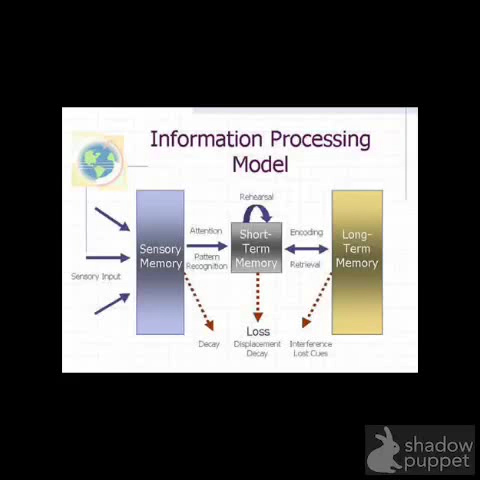 Information Processing
Model
Rehearsal
Attention
Encoding
Sensory
Memory
Short-
Term
Memory
Long-
Term
Memory
Pattern
Recognition
Retrieval
Sensory Input
Loss
Decay
Displacement
Decay
Interference
Lost Cues
shadow
puppet